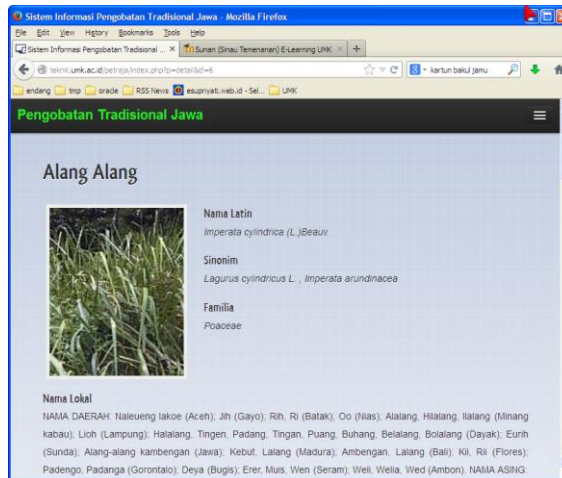 Sistem Informasi Pengobatan Tradisional Jawa - Mozilla Firefox
File Edit View History Bookmarks Tools Help
Sistem Informasi Pengobatan Tradisional ... × Sunan (Sinau Temenanan) E-Learning UMK × +
teknik.umk.ac.id/petraja/index.php?p=detail&id=6 kartun bakul jamu
endang tmp oracle RSS News esupriyati.web.id - Sel... UMK
Pengobatan Tradisional Jawa
Alang Alang
Nama Latin
Imperata cylindrica (L.)Beauv.
Sinonim
Lagurus cylindricus L. , Imperata arundinacea
Familia
Poaceae
Nama Lokal
NAMA DAERAH: Naleueng lakoe (Aceh); Jih (Gayo); Rih, Ri (Batak); Oo (Nias); Alalang, Hilalang, Ilalang (Minang
kabau); Lioh (Lampung); Halalang, Tingen, Padang, Tingan, Puang, Buhang, Belalang, Bolalang (Dayak); Eurih
(Sunda); Alang-alang kambengan (Jawa); Kebut, Lalang (Madura); Ambengan, Lalang (Bali); Kii, Rii (Flores);
Padengo, Padanga (Gorontalo); Deya (Bugis); Erer, Muis, Wen (Seram); Weli, Welia, Wed (Ambon). NAMA ASING: